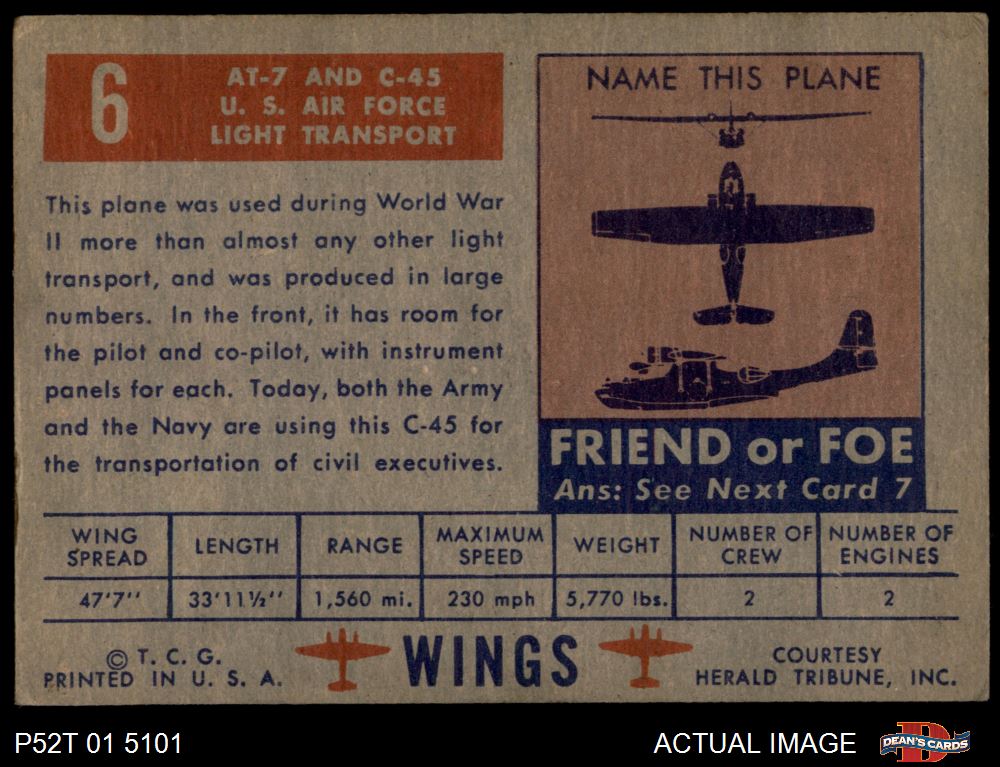 6
AT-7 AND C-45
U. S. AIR FORCE
LIGHT TRANSPORT
This plane was used during World War
II more than almost any other light
transport, and was produced in large
numbers. In the front, it has room for
the pilot and co-pilot, with instrument
panels for each. Today, both the Army
and the Navy are using this C-45 for
the transportation of civil executives.
NAME THIS PLANE
FRIEND or FOE
Ans: See Next Card 7
WING SPREAD LENGTH RANGE MAXIMUM SPEED WEIGHT NUMBER OF CREW NUMBER OF ENGINES
47'7'' 33'11½'' 1,560 mi. 230 mph 5,770 lbs. 2 2
© T. C. G.
PRINTED IN U. S. A.
WINGS
COURTESY
HERALD TRIBUNE, INC.
P52T 01 5101
ACTUAL IMAGE
D
DEAN'S CARDS